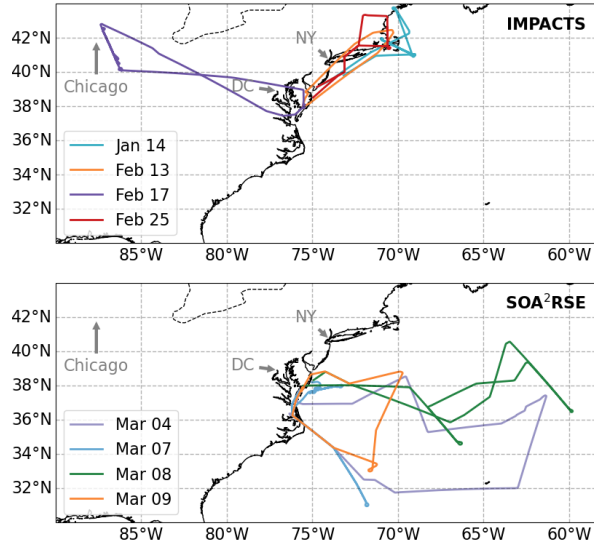 IMPACTS
42°N
40°N
38°N
36°N
34°N
32°N
NY
DC
Chicago
Jan 14
Feb 13
Feb 17
Feb 25
85°W 80°W 75°W 70°W 65°W 60°W
SOA²RSE
42°N
40°N
38°N
36°N
34°N
32°N
NY
DC
Chicago
Mar 04
Mar 07
Mar 08
Mar 09
85°W 80°W 75°W 70°W 65°W 60°W